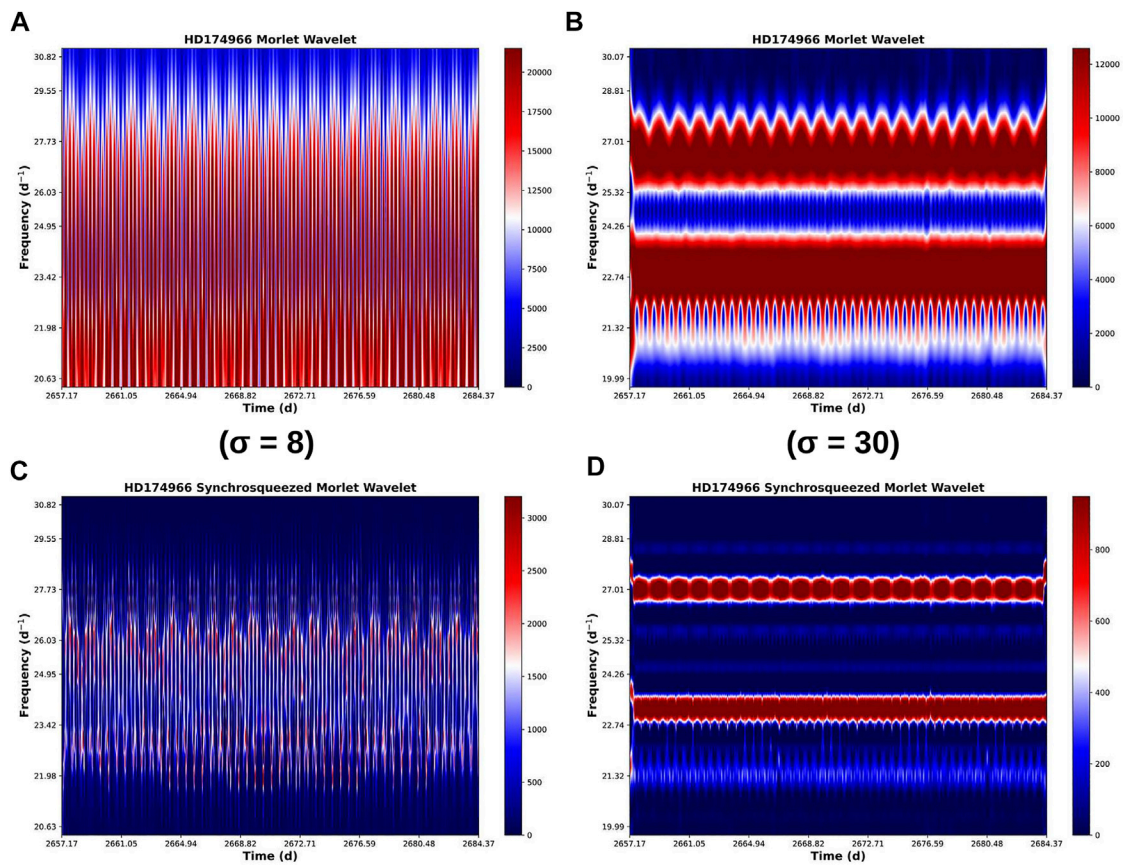 A
HD174966 Morlet Wavelet
Frequency (d⁻¹)
30.82
29.55
27.73
26.03
24.95
23.42
21.98
20.63
2657.17 2661.05 2664.94 2668.82 2672.71 2676.59 2680.48 2684.37
Time (d)
20000
17500
15000
12500
10000
7500
5000
2500
0
B
HD174966 Morlet Wavelet
Frequency (d⁻¹)
30.07
28.81
27.01
25.32
24.26
22.74
21.32
19.99
2657.17 2661.05 2664.94 2668.82 2672.71 2676.59 2680.48 2684.37
Time (d)
12000
10000
8000
6000
4000
2000
0
(σ = 8)
(σ = 30)
C
HD174966 Synchrosqueezed Morlet Wavelet
Frequency (d⁻¹)
30.82
29.55
27.73
26.03
24.95
23.42
21.98
20.63
2657.17 2661.05 2664.94 2668.82 2672.71 2676.59 2680.48 2684.37
Time (d)
3000
2500
2000
1500
1000
500
0
D
HD174966 Synchrosqueezed Morlet Wavelet
Frequency (d⁻¹)
30.07
28.81
27.01
25.32
24.26
22.74
21.32
19.99
2657.17 2661.05 2664.94 2668.82 2672.71 2676.59 2680.48 2684.37
Time (d)
800
600
400
200
0